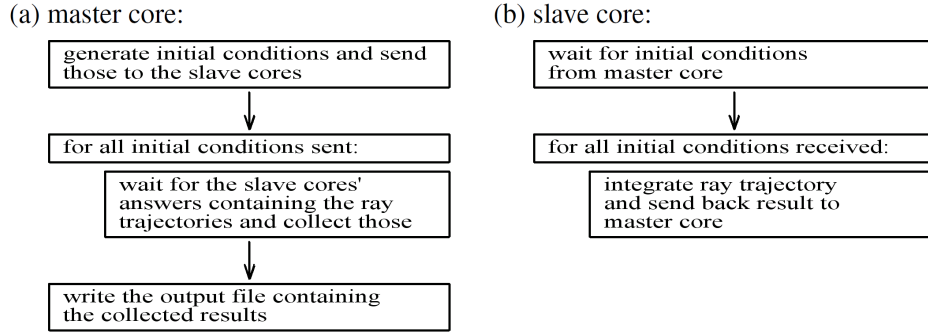 (a) master core:
generate initial conditions and send
those to the slave cores
for all initial conditions sent:
wait for the slave cores'
answers containing the ray
trajectories and collect those
write the output file containing
the collected results
(b) slave core:
wait for initial conditions
from master core
for all initial conditions received:
integrate ray trajectory
and send back result to
master core